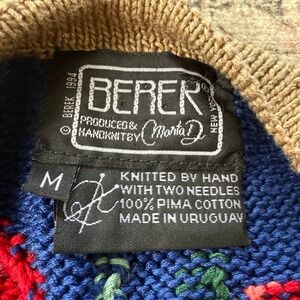 © BEREK 1994
BEREK
NEW YORK
PRODUCED &
HANDKNIT BY Marta D
M
KNITTED BY HAND
WITH TWO NEEDLES
100% PIMA COTTON
MADE IN URUGUAY